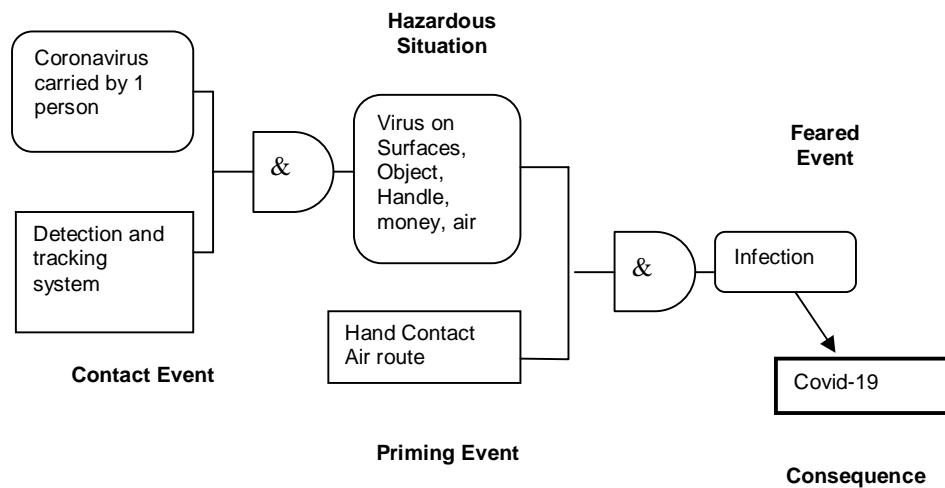 Hazardous
Situation
Coronavirus
carried by 1
person
&
Virus on
Surfaces,
Object,
Handle,
money, air
Feared
Event
Detection and
tracking
system
&
Infection
Contact Event
Hand Contact
Air route
Covid-19
Priming Event
Consequence